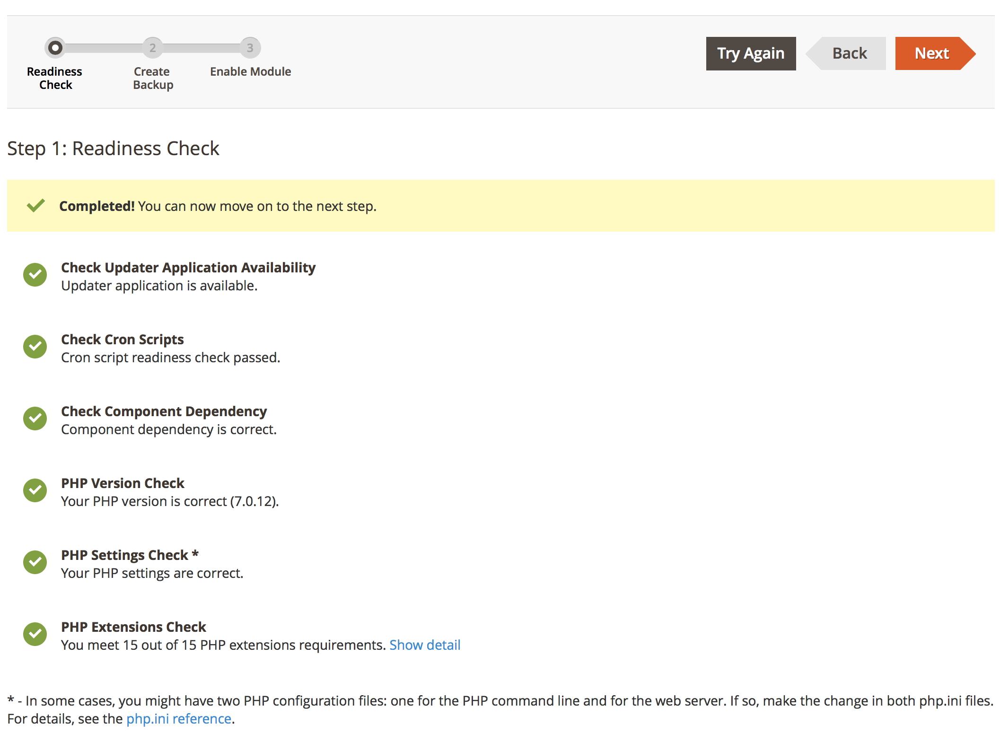 2
3
Readiness
Check
Create
Backup
Enable Module
Try Again
Back
Next
Step 1: Readiness Check
Completed! You can now move on to the next step.
Check Updater Application Availability
Updater application is available.
Check Cron Scripts
Cron script readiness check passed.
Check Component Dependency
Component dependency is correct.
PHP Version Check
Your PHP version is correct (7.0.12).
PHP Settings Check *
Your PHP settings are correct.
PHP Extensions Check
You meet 15 out of 15 PHP extensions requirements. Show detail
* - In some cases, you might have two PHP configuration files: one for the PHP command line and for the web server. If so, make the change in both php.ini files.
For details, see the php.ini reference.